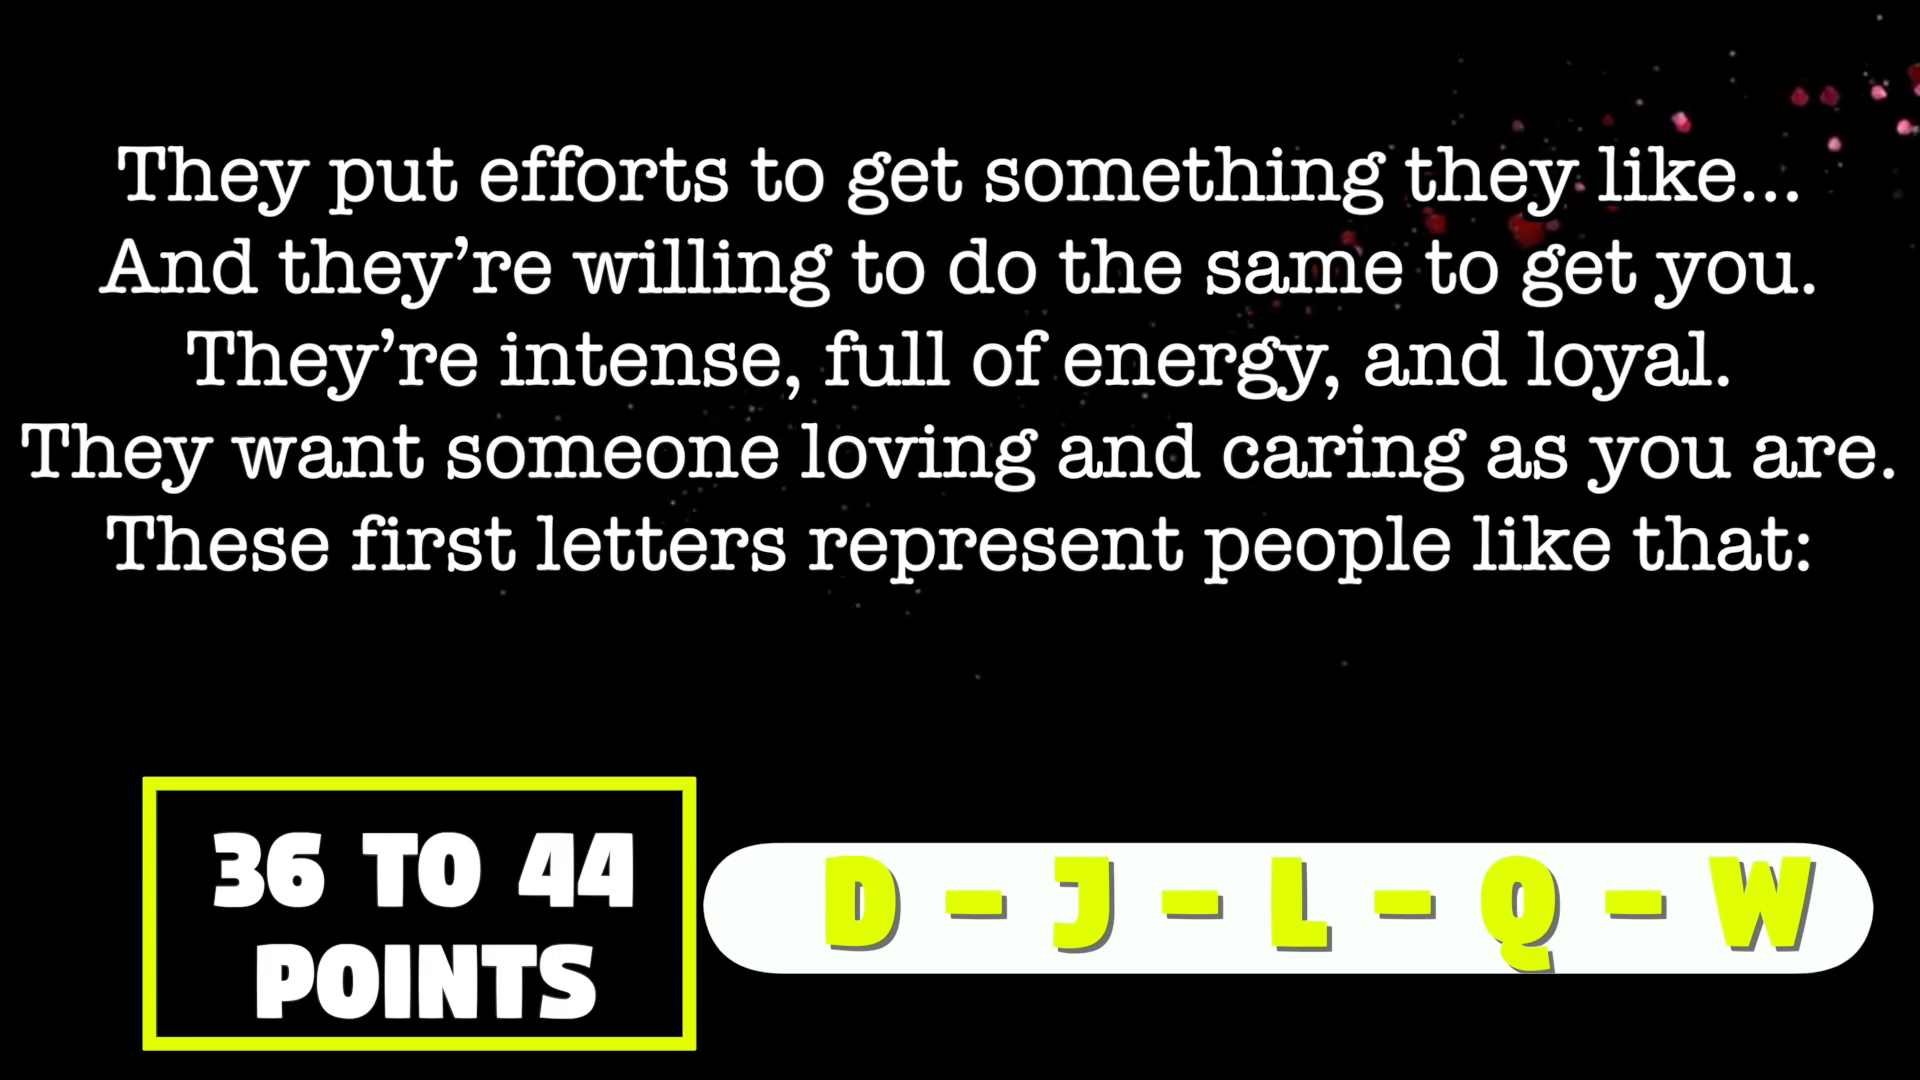 They put efforts to get something they like...
And they’re willing to do the same to get you.
They’re intense, full of energy, and loyal.
They want someone loving and caring as you are.
These first letters represent people like that:
36 TO 44
POINTS
D - J - L - Q - W